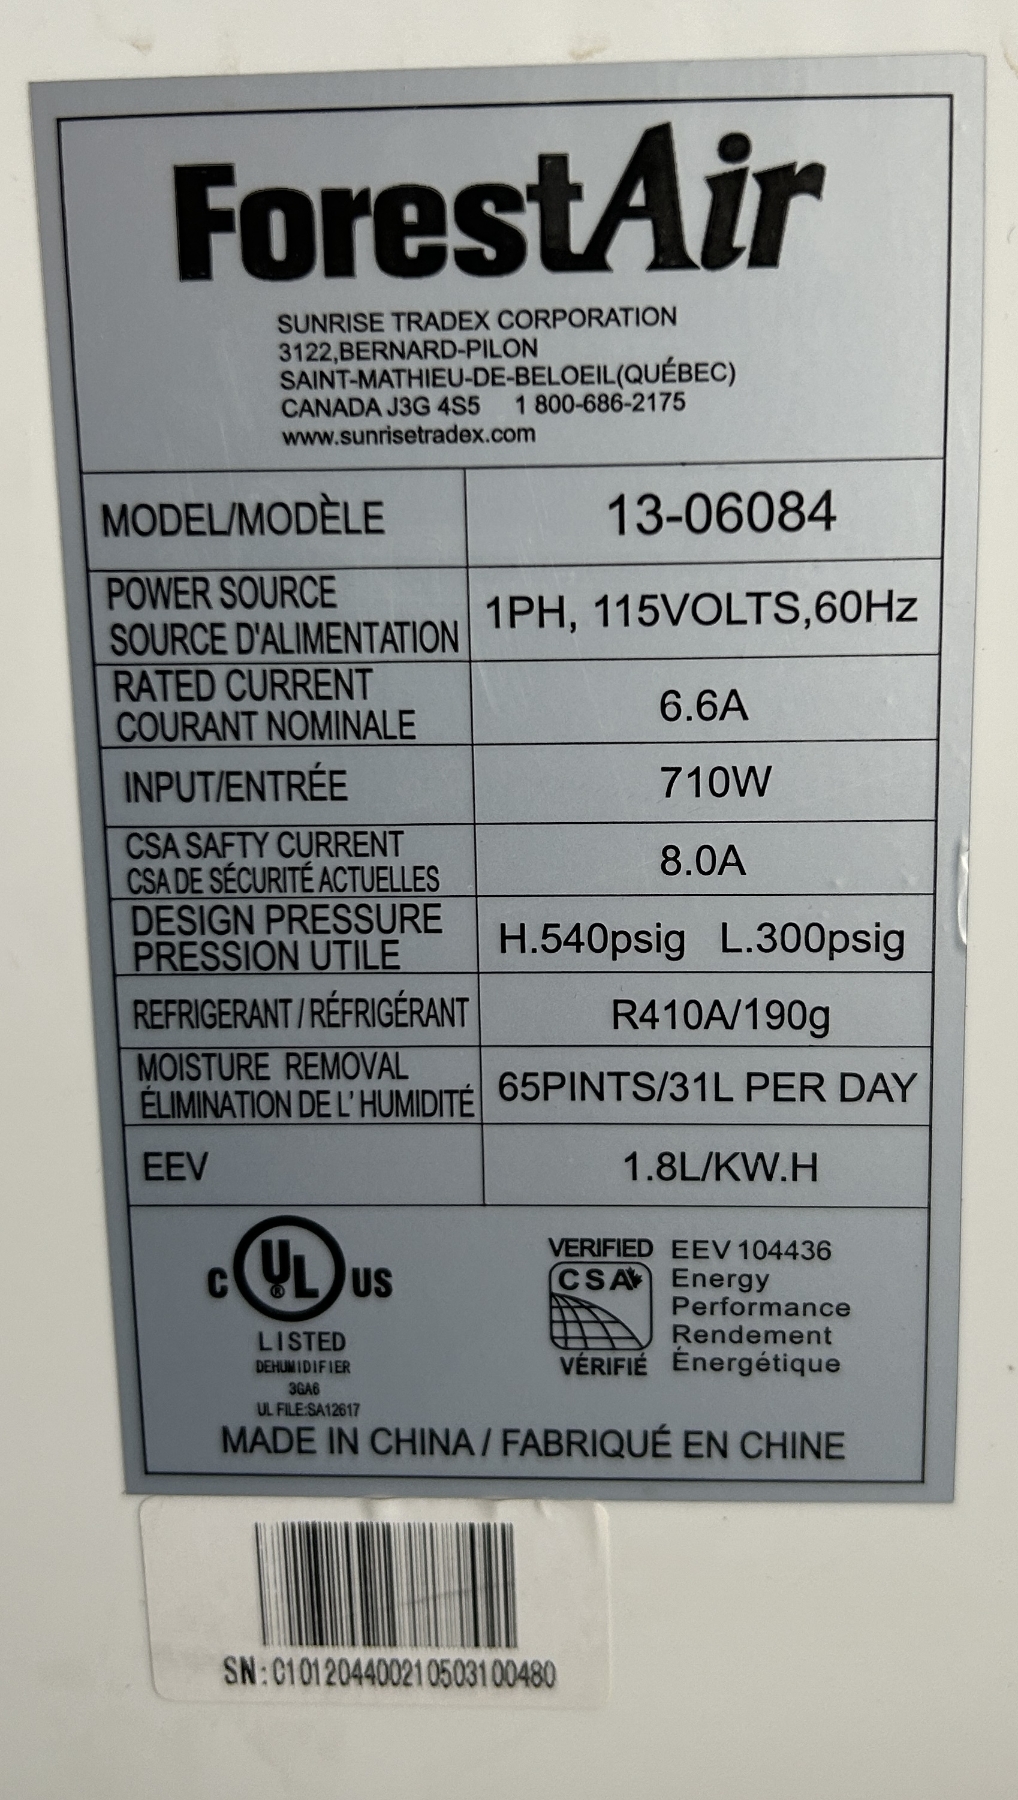 ForestAir
SUNRISE TRADEX CORPORATION
3122,BERNARD-PILON
SAINT-MATHIEU-DE-BELOEIL(QUÉBEC)
CANADA J3G 4S5 1 800-686-2175
www.sunrisetradex.com
MODEL/MODÈLE 13-06084
POWER SOURCE
SOURCE D'ALIMENTATION 1PH, 115VOLTS,60Hz
RATED CURRENT
COURANT NOMINALE 6.6A
INPUT/ENTRÉE 710W
CSA SAFTY CURRENT
CSA DE SÉCURITÉ ACTUELLES 8.0A
DESIGN PRESSURE
PRESSION UTILE H.540psig L.300psig
REFRIGERANT / RÉFRIGÉRANT R410A/190g
MOISTURE REMOVAL
ÉLIMINATION DE L' HUMIDITÉ 65PINTS/31L PER DAY
EEV 1.8L/KW.H
C UL ® US
LISTED
DEHUMIDIFIER
3GA6
UL FILE:SA12617
VERIFIED EEV 104436
CSA Energy
Performance
Rendement
VÉRIFIÉ Énergétique
MADE IN CHINA / FABRIQUÉ EN CHINE
SN:C101204400210503100480